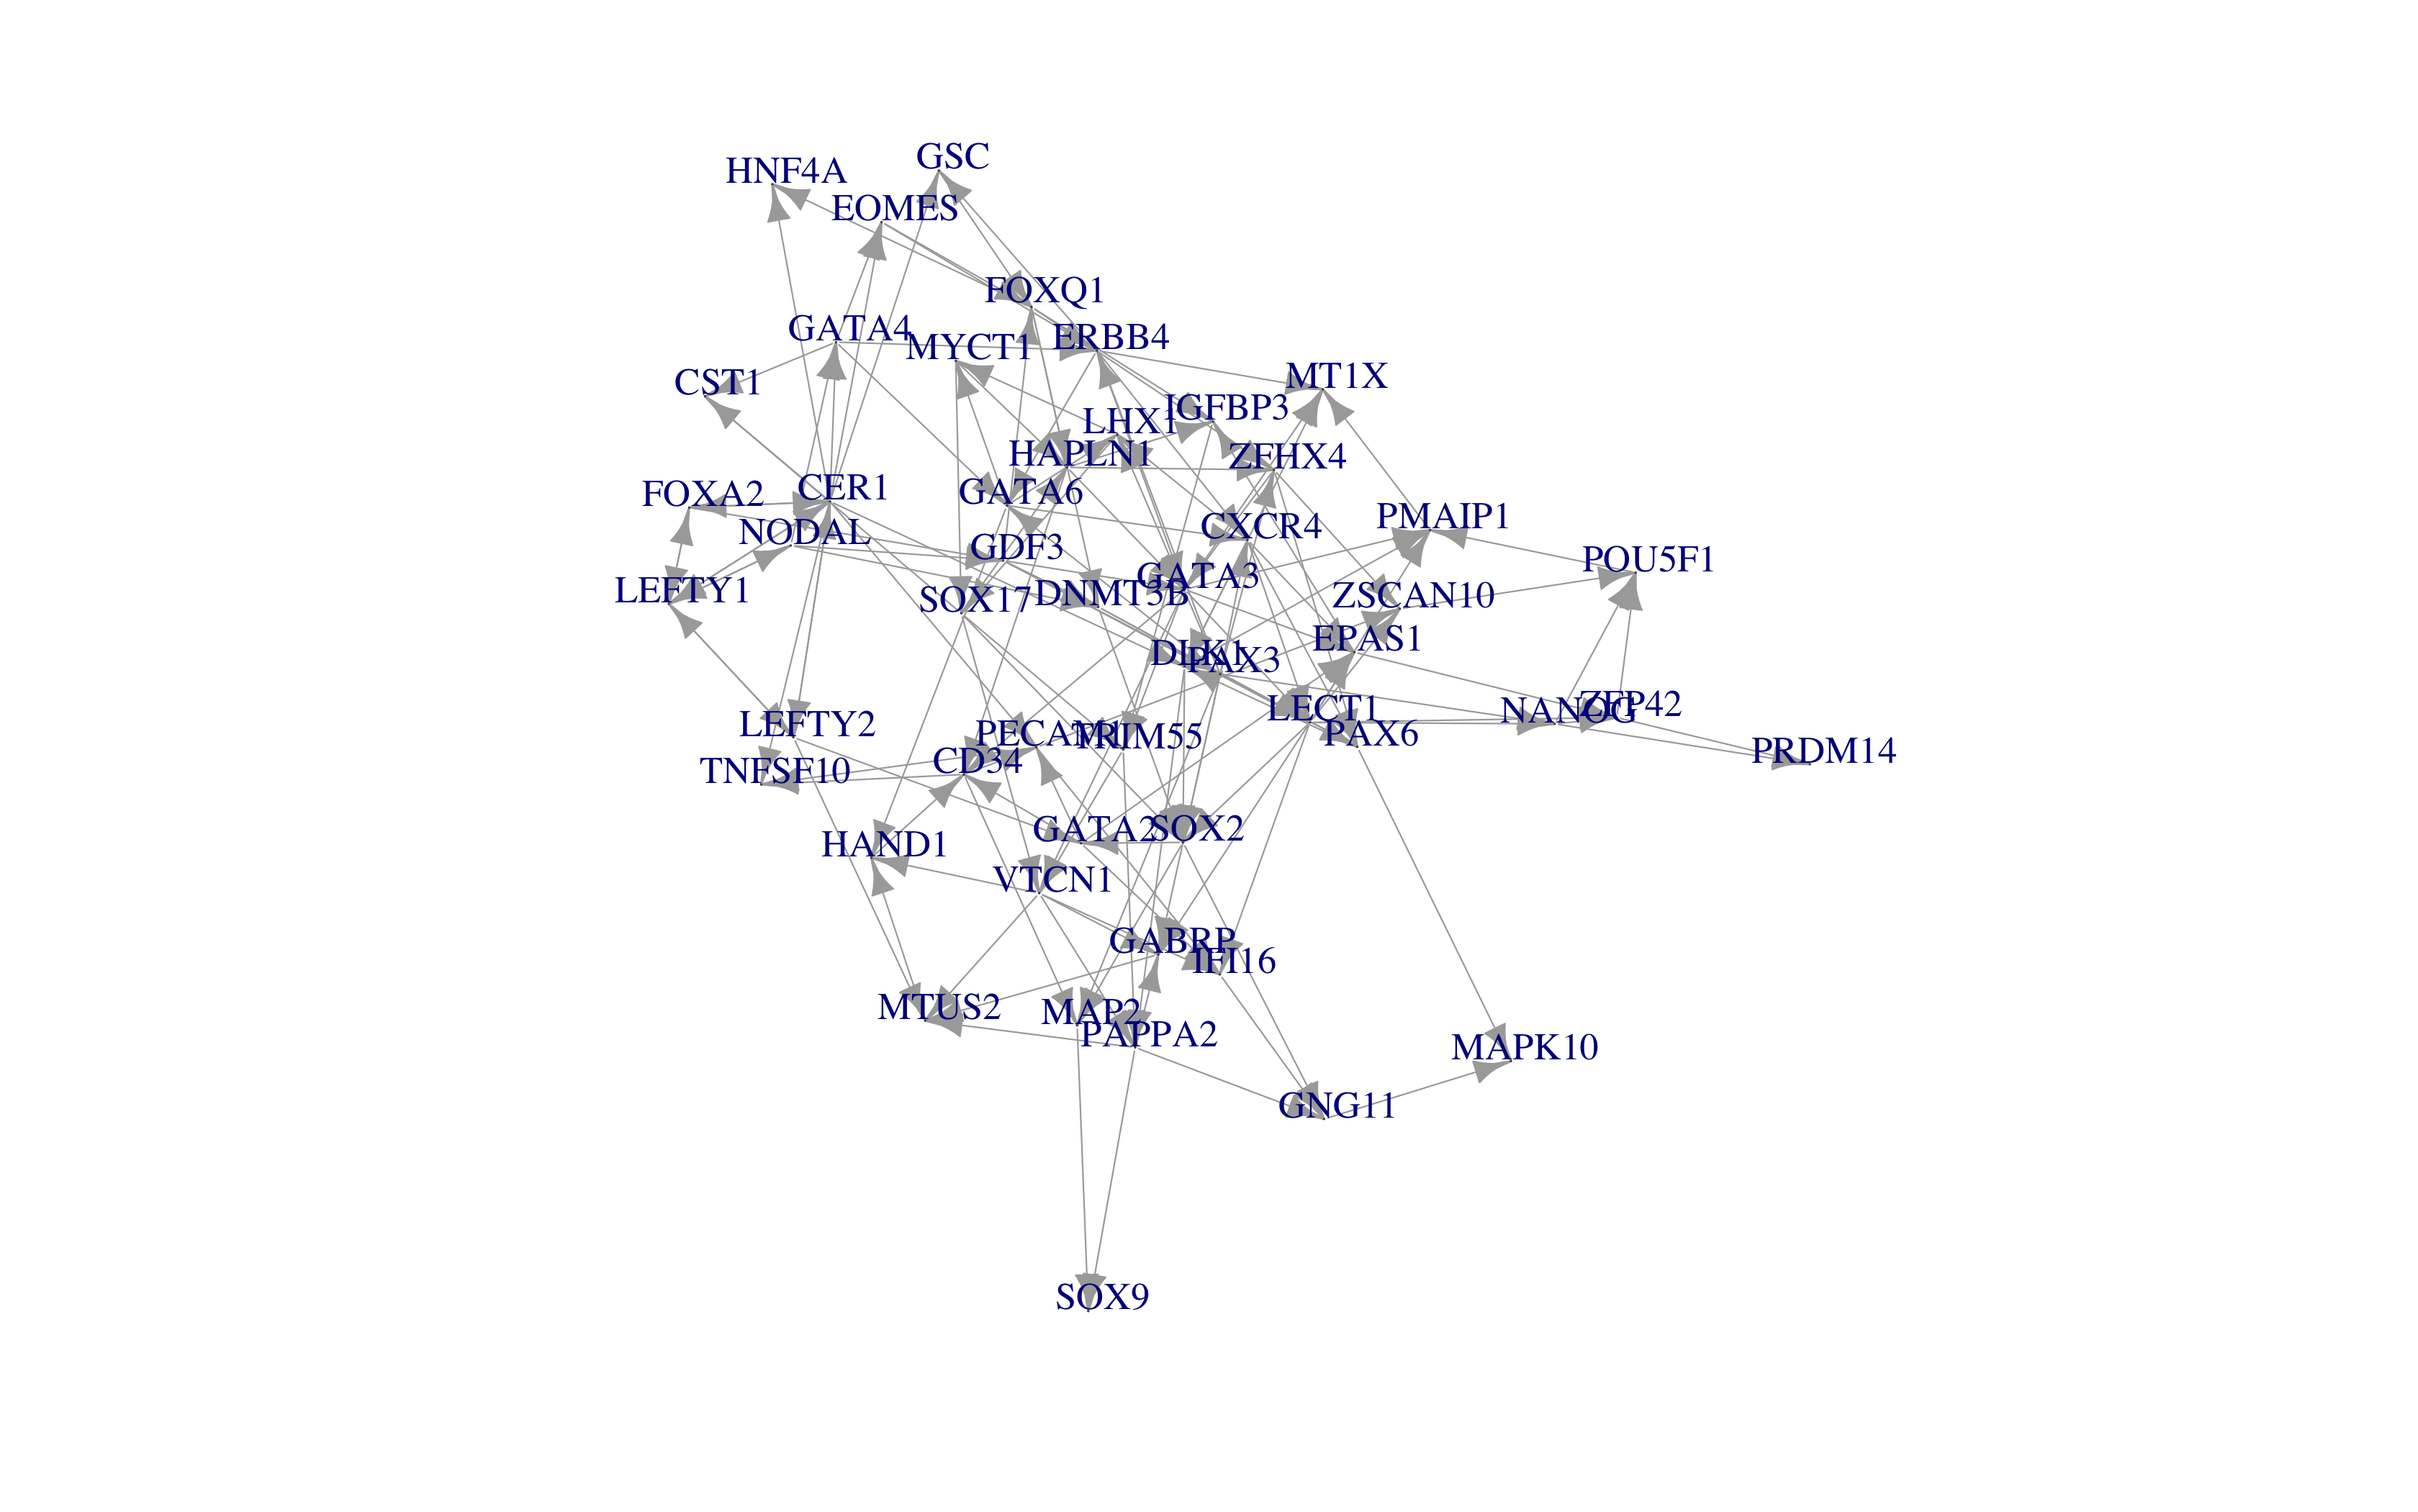 GSC
HNF4A
EOMES
FOXQ1
GATA4
ERBB4
MYCT1
MT1X
CST1
IGFBP3
LHX1
HAPLN1
ZFHX4
CER1
FOXA2
GATA6
PMAIP1
CXCR4
NODAL
GDF3
POU5F1
GATA3
LEFTY1
DNMT3B
ZSCAN10
SOX17
EPAS1
DLK1
PAX3
ZFP42
LECT1
NANOG
LEFTY2
PECAM1
TRIM55
PAX6
PRDM14
CD34
TNFSF10
GATA2
SOX2
HAND1
VTCN1
GABRP
IFI16
MTUS2
MAP2
PAPPA2
MAPK10
GNG11
SOX9